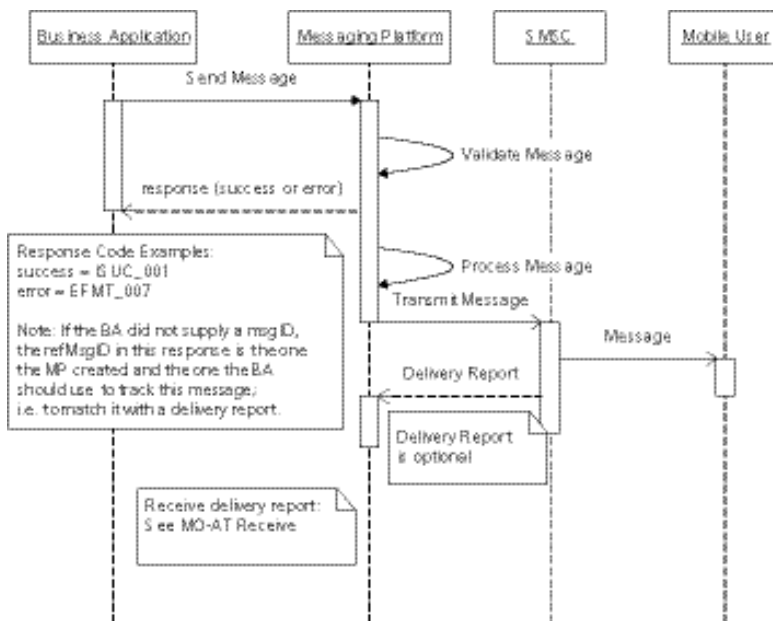 Business Application
Messaging Platform
SMSC
Mobile User
Send Message
Validate Message
response (success or error)
Response Code Examples:
success = ISUC_001
error = EFMT_007
Note: If the BA did not supply a msgID,
the refMsgID in this response is the one
the MP created and the one the BA
should use to track this message;
i.e. to match it with a delivery report.
Process Message
Transmit Message
Message
Delivery Report
Delivery Report
is optional
Receive delivery report:
See MO-AT Receive